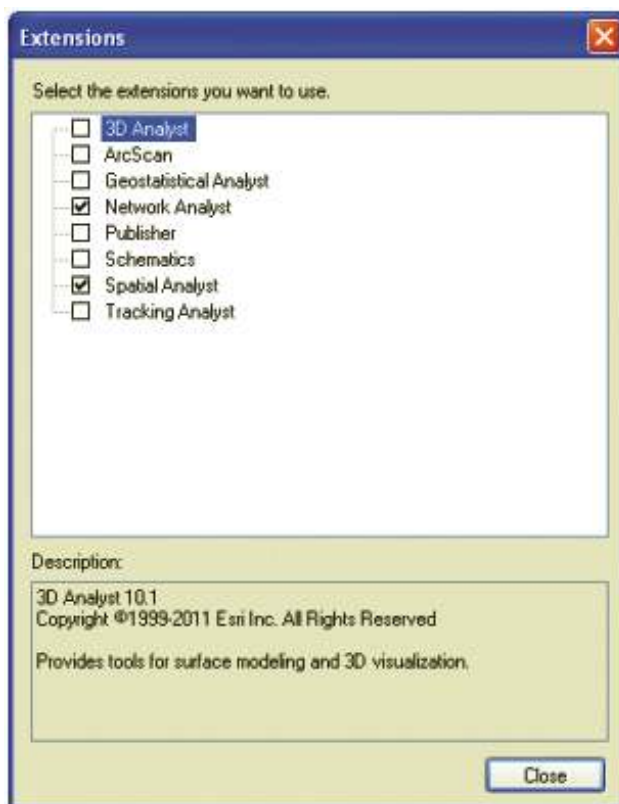 Extensions
Select the extensions you want to use.
3D Analyst
ArcScan
Geostatistical Analyst
Network Analyst
Publisher
Schematics
Spatial Analyst
Tracking Analyst
Description:
3D Analyst 10.1
Copyright ©1999-2011 Esri Inc. All Rights Reserved
Provides tools for surface modeling and 3D visualization.
Close